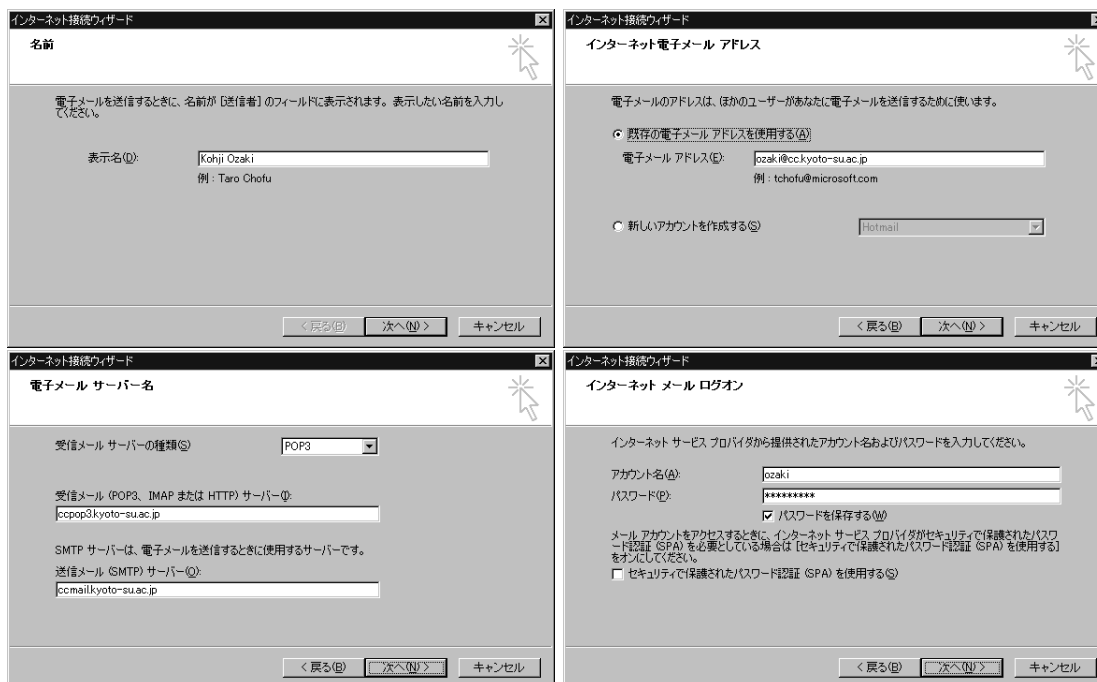 インターネット接続ウィザード
名前
電子メールを送信するときに、名前が [送信者] のフィールドに表示されます。表示したい名前を入力し
てください。
表示名(D):
Kohji Ozaki
例 : Taro Chofu
< 戻る(B)
次へ(N) >
キャンセル
インターネット接続ウィザード
インターネット電子メール アドレス
電子メールのアドレスは、ほかのユーザーがあなたに電子メールを送信するために使います。
既存の電子メール アドレスを使用する(A)
電子メール アドレス(E):
ozaki@cc.kyoto-su.ac.jp
例 : tchofu@microsoft.com
新しいアカウントを作成する(S)
Hotmail
< 戻る(B)
次へ(N) >
キャンセル
インターネット接続ウィザード
電子メール サーバー名
受信メール サーバーの種類(S)
POP3
受信メール (POP3、IMAP または HTTP) サーバー(I):
ccpop3.kyoto-su.ac.jp
SMTP サーバーは、電子メールを送信するときに使用するサーバーです。
送信メール (SMTP) サーバー(O):
ccmail.kyoto-su.ac.jp
< 戻る(B)
次へ(N) >
キャンセル
インターネット接続ウィザード
インターネット メール ログオン
インターネット サービス プロバイダから提供されたアカウント名およびパスワードを入力してください。
アカウント名(A):
ozaki
パスワード(P):
*********
パスワードを保存する(W)
メール アカウントをアクセスするときに、インターネット サービス プロバイダがセキュリティで保護されたパスワ
ード認証 (SPA) を必要としている場合は [セキュリティで保護されたパスワード認証 (SPA) を使用する]
をオンにしてください。
セキュリティで保護されたパスワード認証 (SPA) を使用する(S)
< 戻る(B)
次へ(N) >
キャンセル